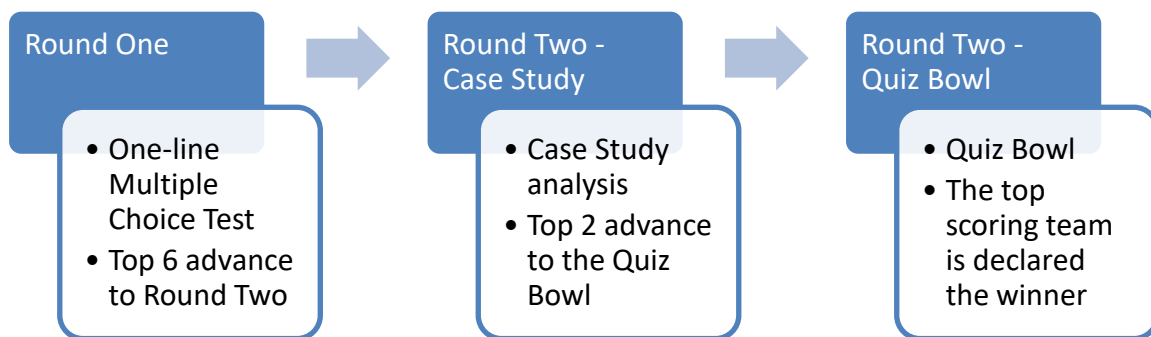 Round One
• One-line
Multiple
Choice Test
• Top 6 advance
to Round Two
Round Two -
Case Study
• Case Study
analysis
• Top 2 advance
to the Quiz
Bowl
Round Two -
Quiz Bowl
• Quiz Bowl
• The top
scoring team
is declared
the winner